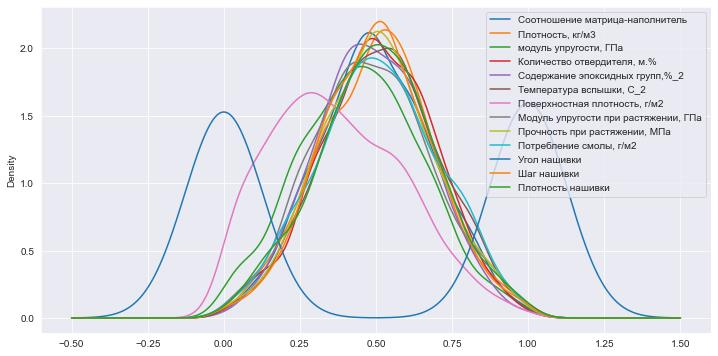 Соотношение матрица-наполнитель
Плотность, кг/м3
модуль упругости, ГПа
Количество отвердителя, м.%
Содержание эпоксидных групп,%_2
Температура вспышки, С_2
Поверхностная плотность, г/м2
Модуль упругости при растяжении, ГПа
Прочность при растяжении, МПа
Потребление смолы, г/м2
Угол нашивки
Шаг нашивки
Плотность нашивки
Density
2.0
1.5
1.0
0.5
0.0
−0.50 −0.25 0.00 0.25 0.50 0.75 1.00 1.25 1.50